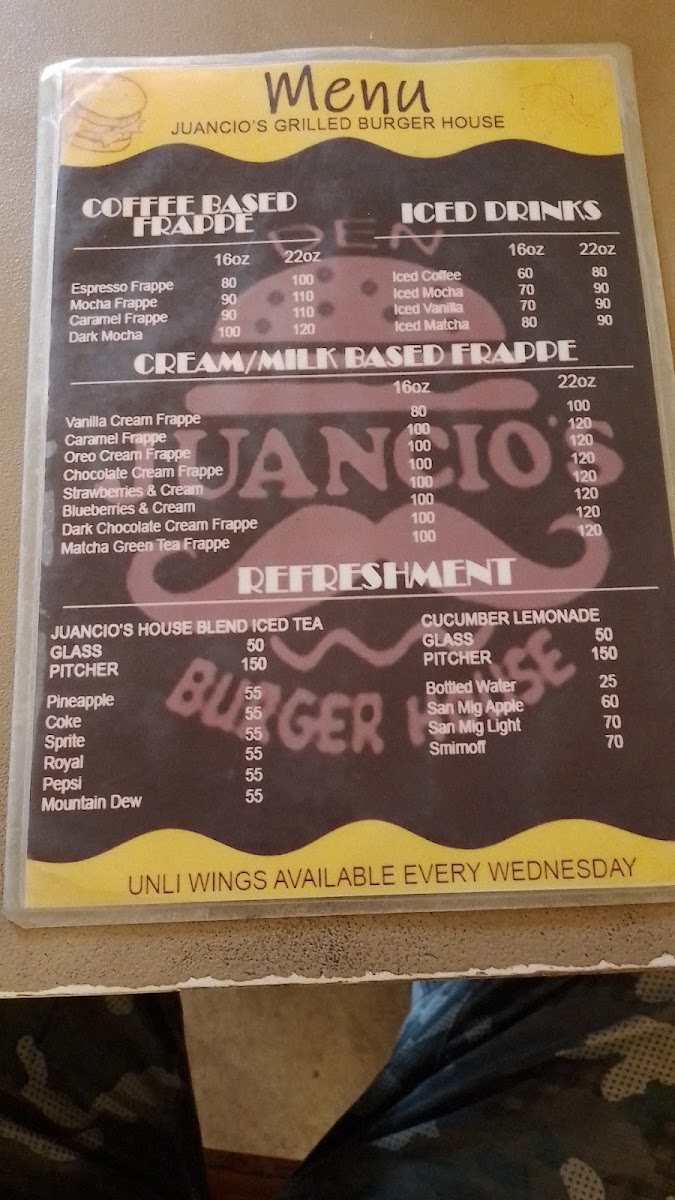 Menu
JUANCIO'S GRILLED BURGER HOUSE
COFFEE BASED
FRAPPE
16oz 22oz
Espresso Frappe 80 100
Mocha Frappe 90 110
Caramel Frappe 90 110
Dark Mocha 100 120
ICED DRINKS
16oz 22oz
Iced Coffee 60 80
Iced Mocha 70 90
Iced Vanilla 70 90
Iced Matcha 80 90
CREAM/MILK BASED FRAPPE
16oz 22oz
Vanilla Cream Frappe 80 100
Caramel Frappe 100 120
Oreo Cream Frappe 100 120
Chocolate Cream Frappe 100 120
Strawberries & Cream 100 120
Blueberries & Cream 100 120
Dark Chocolate Cream Frappe 100 120
Matcha Green Tea Frappe 100 120
REFRESHMENT
JUANCIO'S HOUSE BLEND ICED TEA
GLASS 50
PITCHER 150
Pineapple 55
Coke 55
Sprite 55
Royal 55
Pepsi 55
Mountain Dew 55
CUCUMBER LEMONADE
GLASS 50
PITCHER 150
Bottled Water 25
San Mig Apple 60
San Mig Light 70
Smirnoff 70
DEN
JUANCIO'S
BURGER HOUSE
UNLI WINGS AVAILABLE EVERY WEDNESDAY